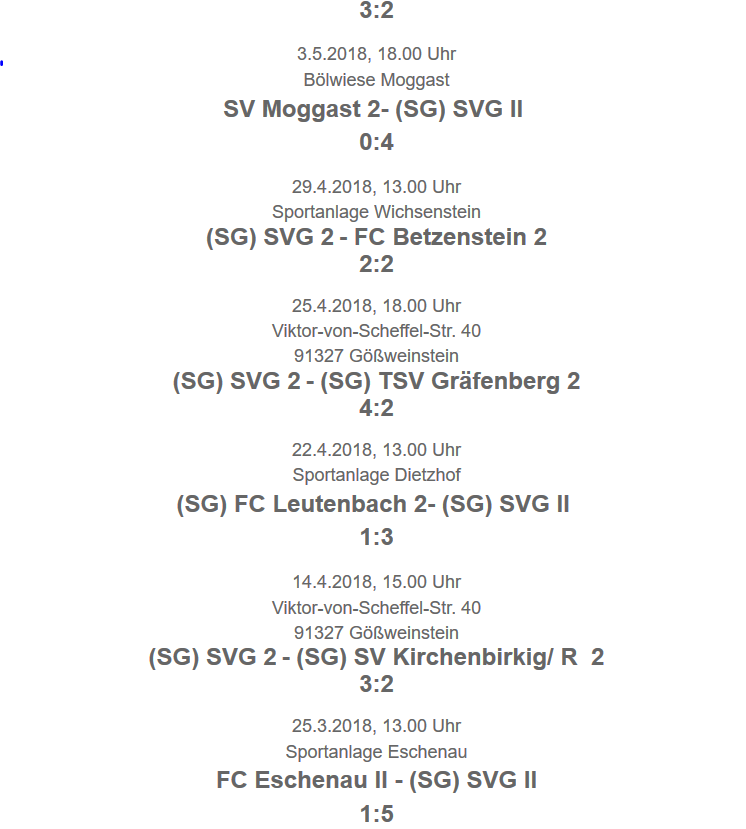 3:2
3.5.2018, 18.00 Uhr
Bölwiese Moggast
SV Moggast 2- (SG) SVG II
0:4
29.4.2018, 13.00 Uhr
Sportanlage Wichsenstein
(SG) SVG 2 - FC Betzenstein 2
2:2
25.4.2018, 18.00 Uhr
Viktor-von-Scheffel-Str. 40
91327 Gößweinstein
(SG) SVG 2 - (SG) TSV Gräfenberg 2
4:2
22.4.2018, 13.00 Uhr
Sportanlage Dietzhof
(SG) FC Leutenbach 2- (SG) SVG II
1:3
14.4.2018, 15.00 Uhr
Viktor-von-Scheffel-Str. 40
91327 Gößweinstein
(SG) SVG 2 - (SG) SV Kirchenbirkig/ R  2
3:2
25.3.2018, 13.00 Uhr
Sportanlage Eschenau
FC Eschenau II - (SG) SVG II
1:5